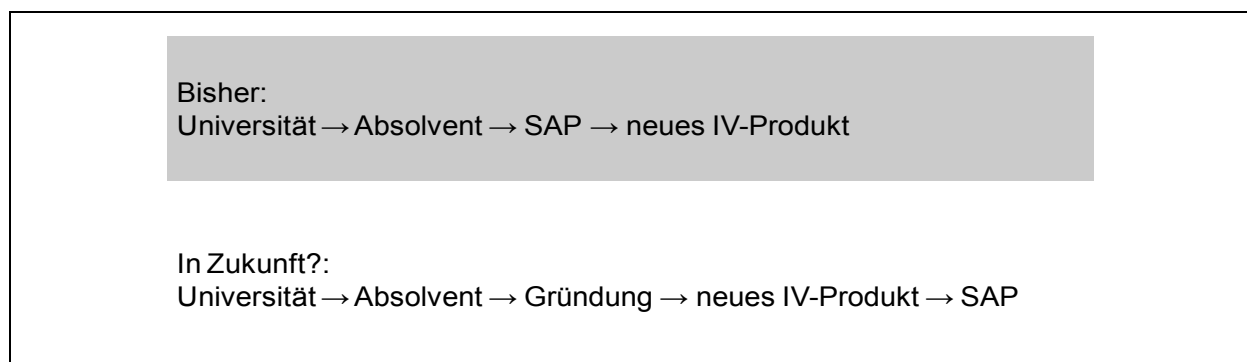 Bisher:
Universität → Absolvent → SAP → neues IV-Produkt
In Zukunft?:
Universität → Absolvent → Gründung → neues IV-Produkt → SAP